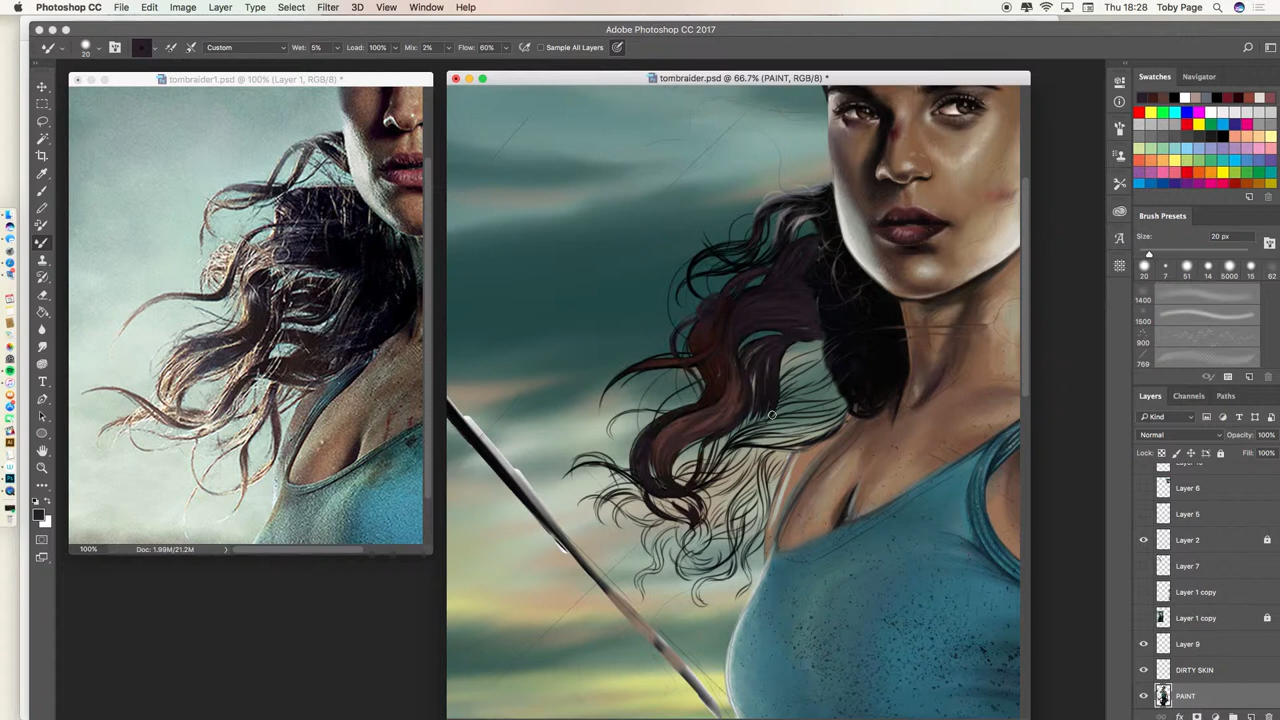 Photoshop CC File Edit Image Layer Type Select Filter 3D View Window Help Thu 18:28 Toby Page
Adobe Photoshop CC 2017
20 Custom Wet: 5% Load: 100% Mix: 2% Flow: 60% Sample All Layers
tombraider1.psd @ 100% (Layer 1, RGB/8) *
tombraider.psd @ 66.7% (PAINT, RGB/8) *
Swatches Navigator
Brush Presets
Size: 20 px
20 7 51 14 5000 15 62
1400
1500
900
769
Layers Channels Paths
Kind
Normal Opacity: 100%
Lock: Fill: 100%
Layer 6
Layer 5
Layer 2
Layer 7
Layer 1 copy
Layer 1 copy
Layer 9
DIRTY SKIN
PAINT
100% Doc: 1.99M/21.2M